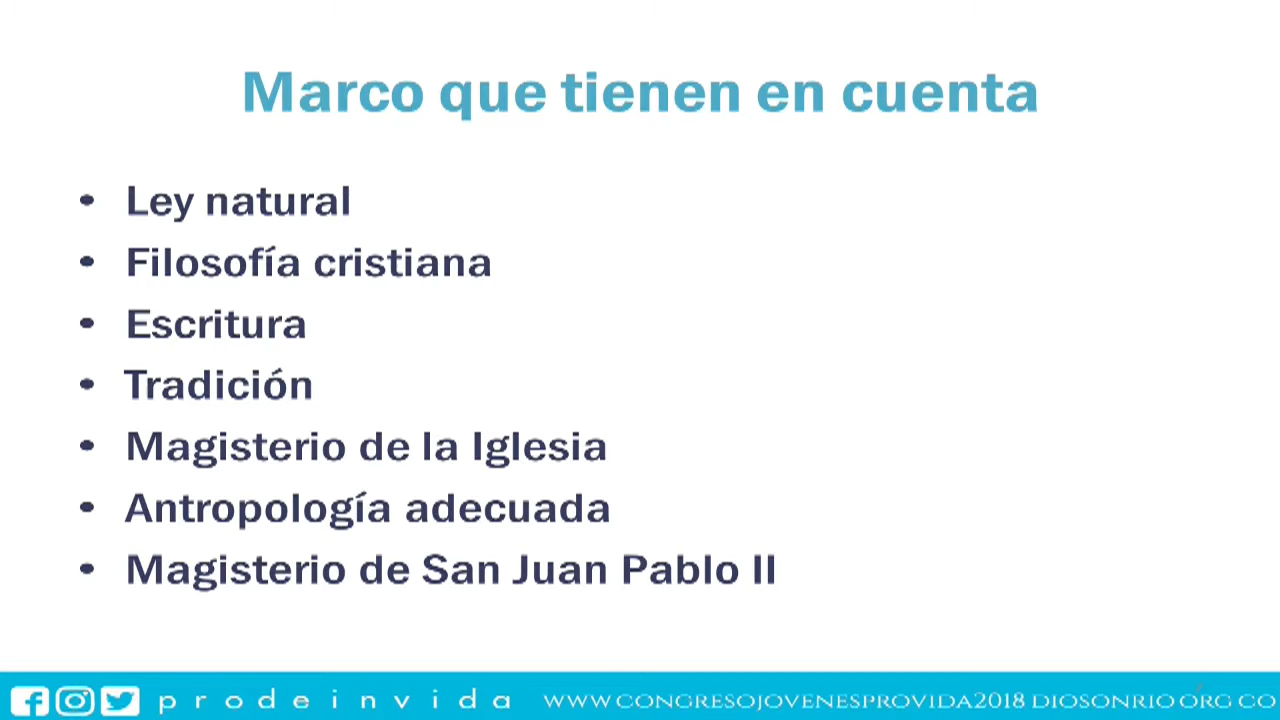 Marco que tienen en cuenta
• Ley natural
• Filosofía cristiana
• Escritura
• Tradición
• Magisterio de la Iglesia
• Antropología adecuada
• Magisterio de San Juan Pablo II
prodeinvida WWW.CONGRESOJOVENESPROVIDA2018 DIOSONRIO ORG CO